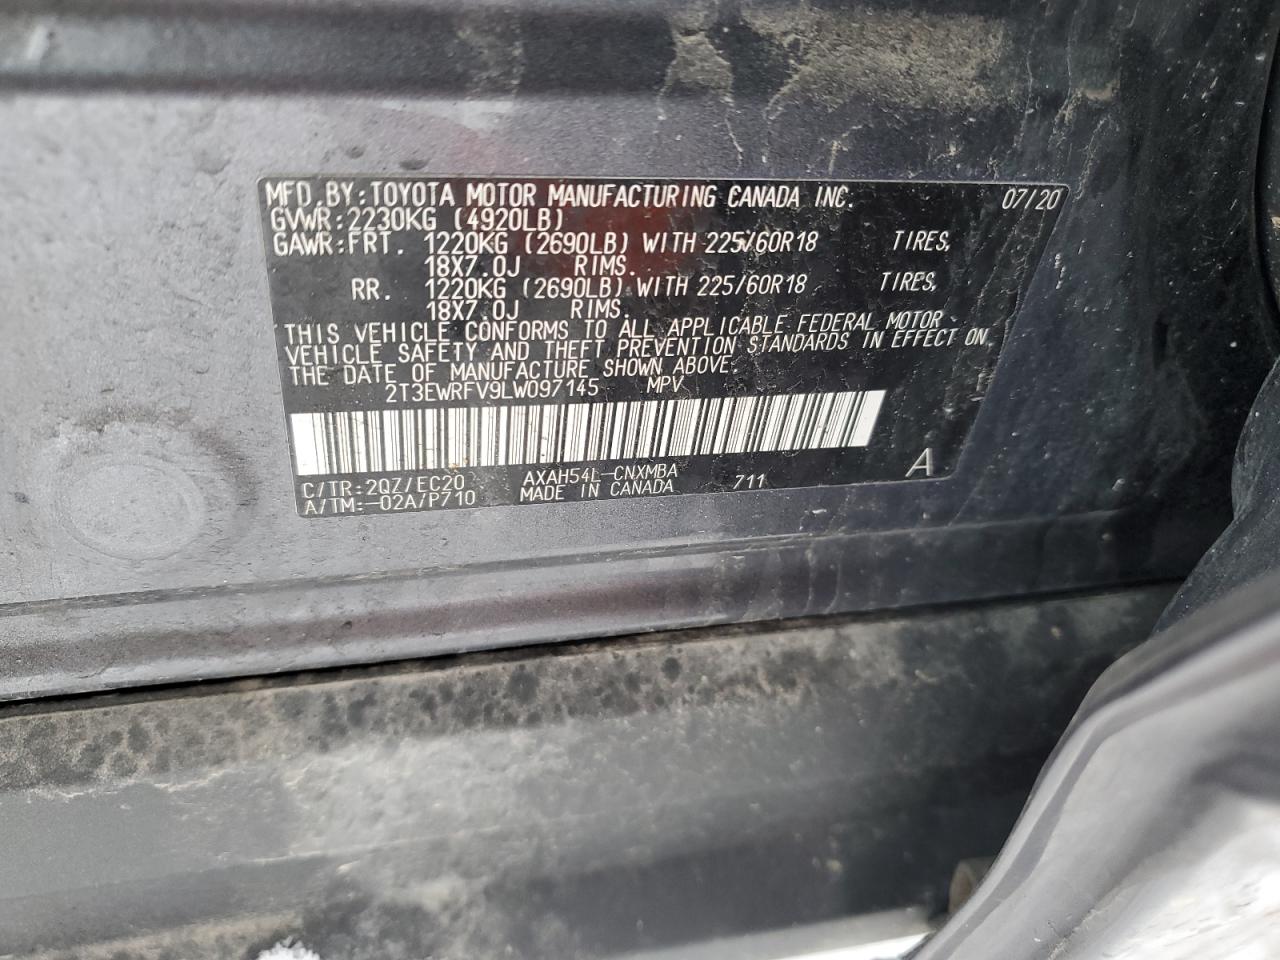 MFD.BY:TOYOTA MOTOR MANUFACTURING CANADA INC. 07/20
GVWR:2230KG (4920LB)
GAWR:FRT. 1220KG (2690LB) WITH 225/60R18 TIRES,
18X7.0J RIMS.
RR. 1220KG (2690LB) WITH 225/60R18 TIRES,
18X7.0J RIMS.
THIS VEHICLE CONFORMS TO ALL APPLICABLE FEDERAL MOTOR
VEHICLE SAFETY AND THEFT PREVENTION STANDARDS IN EFFECT ON
THE DATE OF MANUFACTURE SHOWN ABOVE.
2T3EWRFV9LW097145 MPV
C/TR:2QZ/EC20 AXAH54L-CNXMBA 711 A
A/TM:-02A/P710 MADE IN CANADA